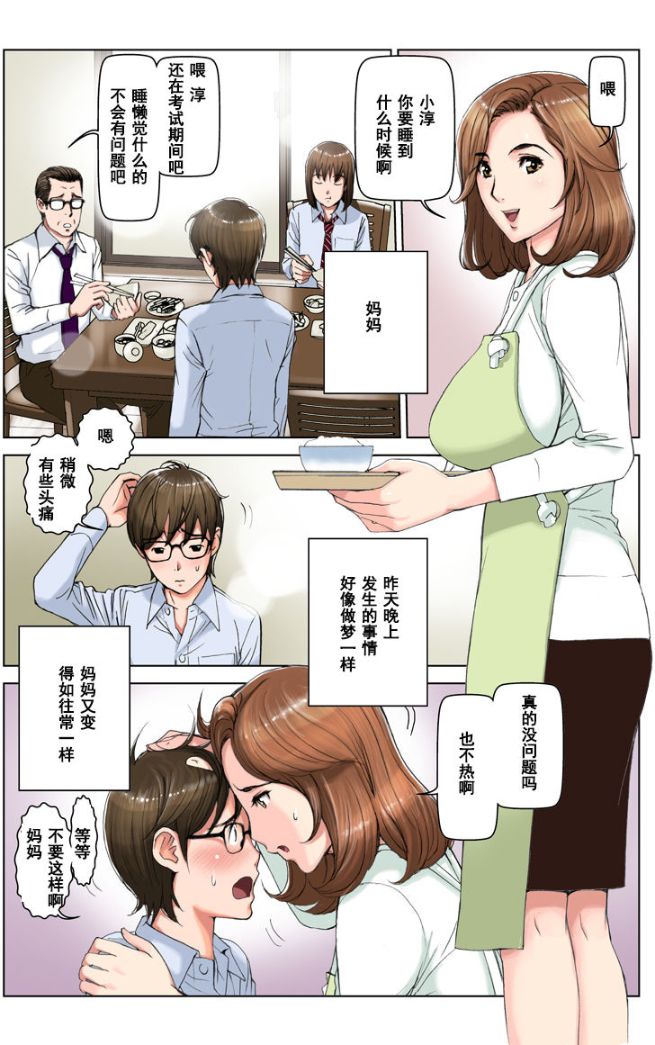 喂
小淳
你要睡到
什么时候啊
喂 淳
还在考试期间吧
睡懒觉什么的
不会有问题吧
妈妈
嗯
稍微
有些头痛
昨天晚上
发生的事情
好像做梦一样
妈妈又变
得如往常一样
真的没问题吗
也不热啊
等等
不要这样啊
妈妈